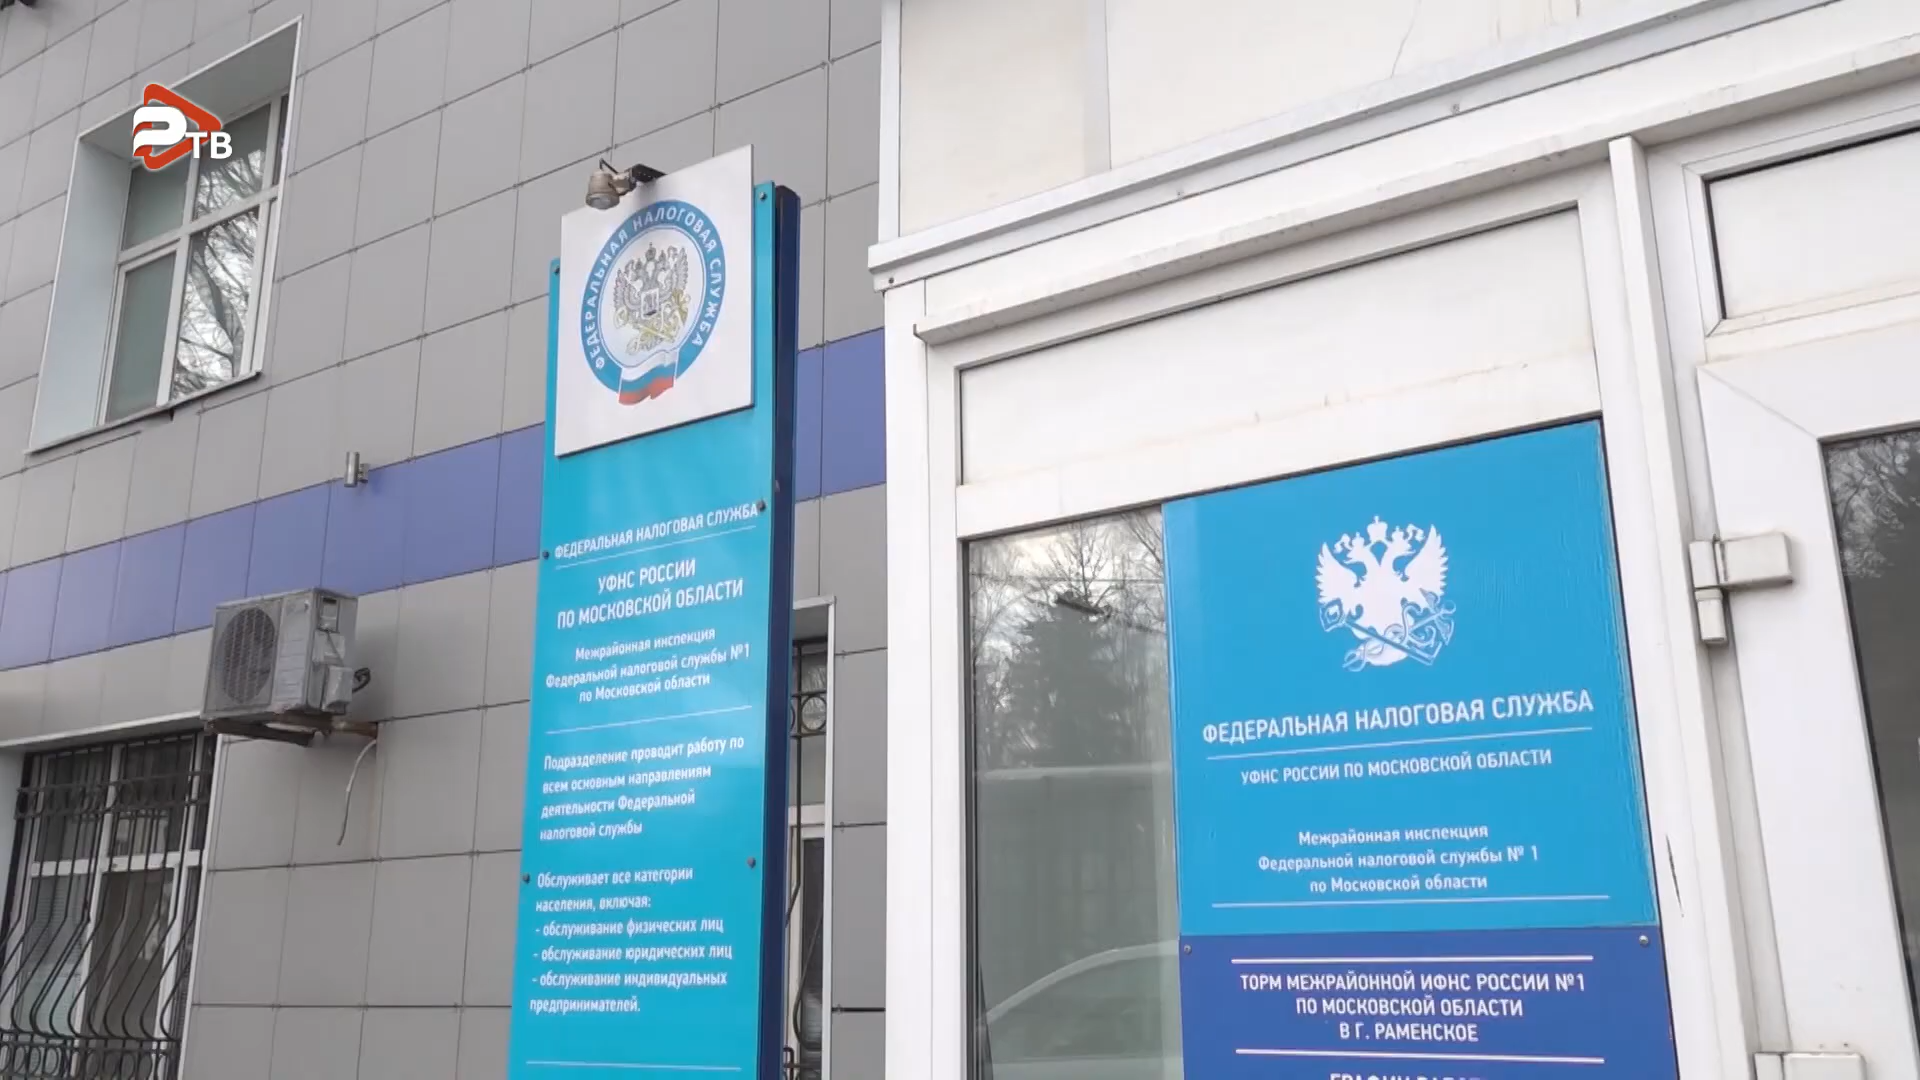 РТВ
ФЕДЕРАЛЬНАЯ НАЛОГОВАЯ СЛУЖБА
ФЕДЕРАЛЬНАЯ НАЛОГОВАЯ СЛУЖБА
УФНС РОССИИ
ПО МОСКОВСКОЙ ОБЛАСТИ
Межрайонная инспекция
Федеральной налоговой службы №1
по Московской области
Подразделение проводит работу по
всем основным направлениям
деятельности Федеральной
налоговой службы
Обслуживает все категории
населения, включая:
- обслуживание физических лиц
- обслуживание юридических лиц
- обслуживание индивидуальных
предпринимателей.
ФЕДЕРАЛЬНАЯ НАЛОГОВАЯ СЛУЖБА
УФНС РОССИИ ПО МОСКОВСКОЙ ОБЛАСТИ
Межрайонная инспекция
Федеральной налоговой службы № 1
по Московской области
ТОРМ МЕЖРАЙОННОЙ ИФНС РОССИИ №1
ПО МОСКОВСКОЙ ОБЛАСТИ
В Г. РАМЕНСКОЕ